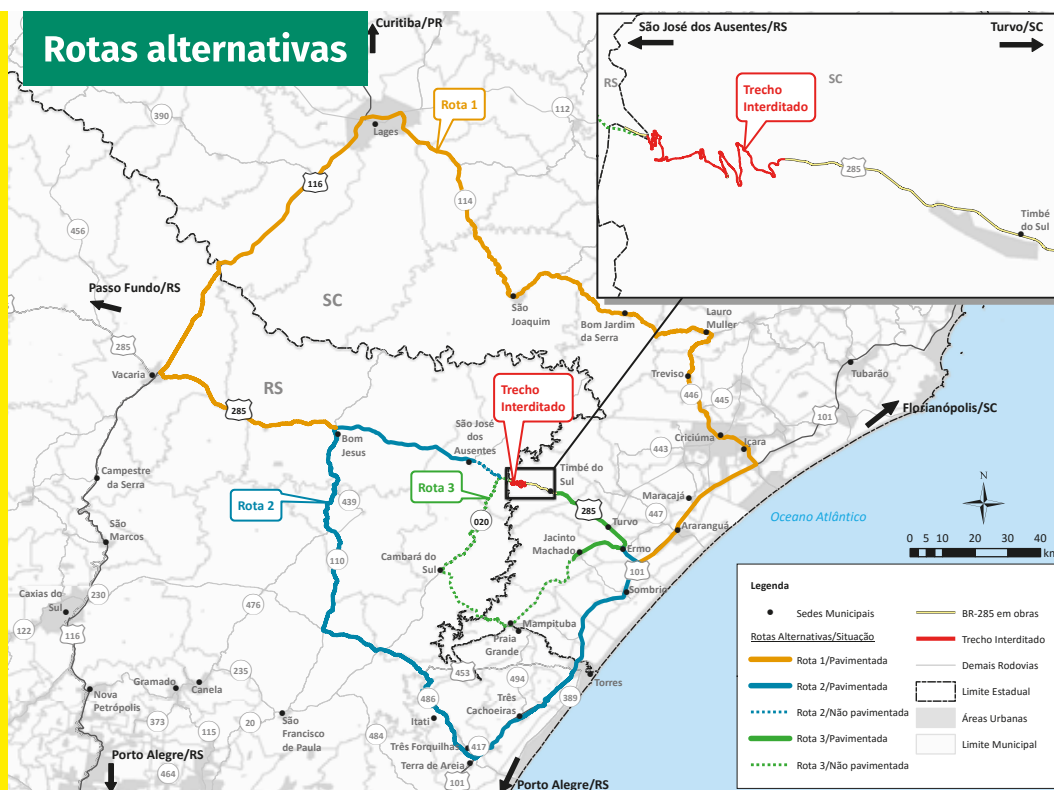 Rotas alternativas
Curitiba/PR
São José dos Ausentes/RS
Turvo/SC
RS
SC
Trecho
Interditado
285
Timbé
do Sul
Rota 1
390
112
Lages
116
114
456
Passo Fundo/RS
SC
São
Joaquim
Bom Jardim
da Serra
Lauro
Muller
285
Vacaria
RS
Treviso
Tubarão
446
445
101
Florianópolis/SC
285
Trecho
Interditado
Bom
Jesus
São José
dos
Ausentes
Criciúma
Içara
443
Campestre
da Serra
Rota 2
439
Rota 3
Timbé do
Sul
Maracajá
447
020
285
Turvo
Araranguá
Oceano Atlântico
São
Marcos
110
Cambará do
Sul
Jacinto
Machado
Ermo
101
Sombrio
N
0 5 10 20 30 40
km
Caxias do
Sul
230
476
122
116
Mampituba
Praia
Grande
235
453
494
Torres
Gramado
Canela
Nova
Petrópolis
486
Três
Cachoeiras
389
373
20
115
São
Francisco
de Paula
Itati
484
Três Forquilhas
417
Terra de Areia
101
Porto Alegre/RS
464
Porto Alegre/RS
Legenda
Sedes Municipais
Rotas Alternativas/Situação
Rota 1/Pavimentada
Rota 2/Pavimentada
Rota 2/Não pavimentada
Rota 3/Pavimentada
Rota 3/Não pavimentada
BR-285 em obras
Trecho Interditado
Demais Rodovias
Limite Estadual
Áreas Urbanas
Limite Municipal